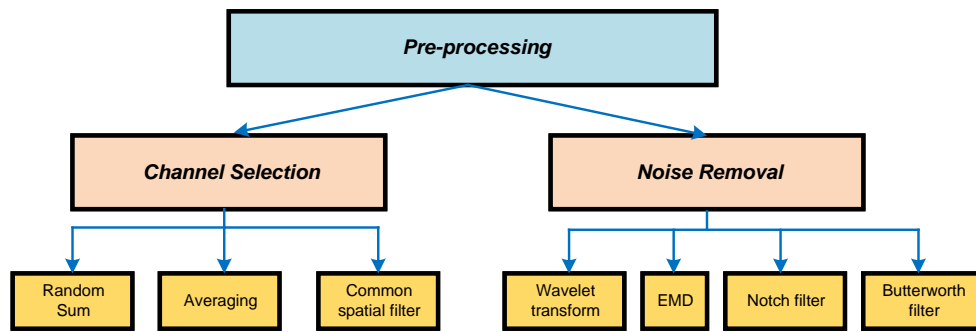 Pre-processing
Channel Selection
Noise Removal
Random
Sum
Averaging
Common
spatial filter
Wavelet
transform
EMD
Notch filter
Butterworth
filter